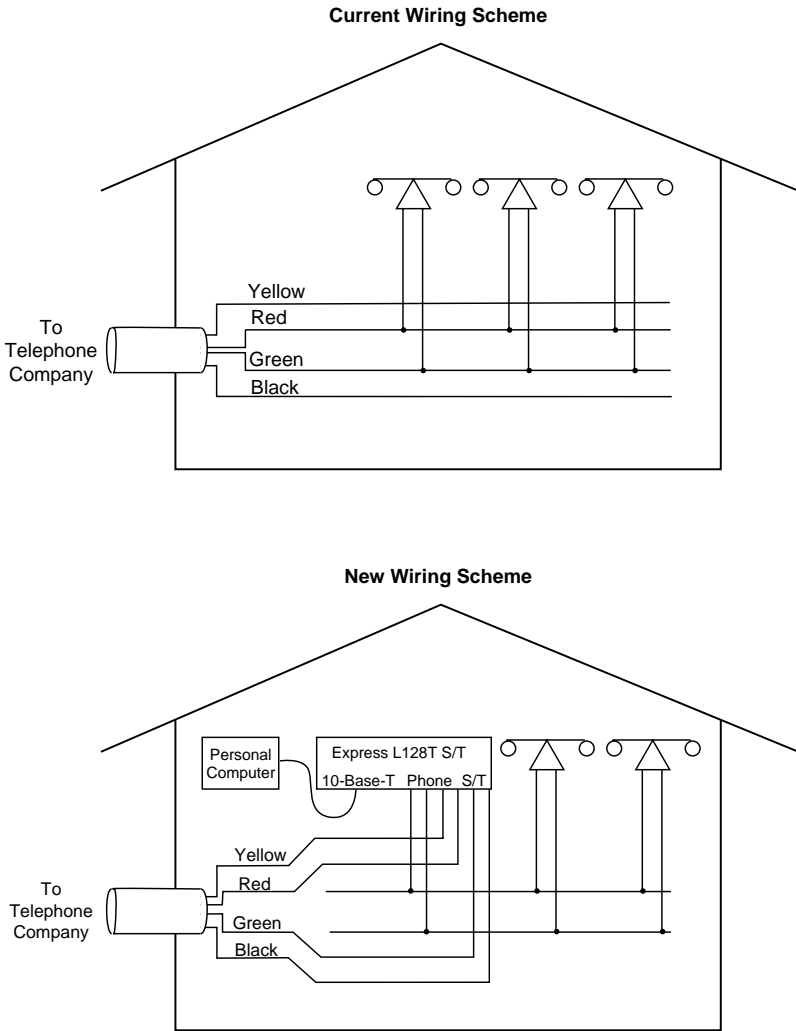 Current Wiring Scheme
Yellow
Red
To
Telephone
Company
Green
Black
New Wiring Scheme
Personal
Computer
Express L128T S/T
10-Base-T Phone S/T
Yellow
Red
To
Telephone
Company
Green
Black